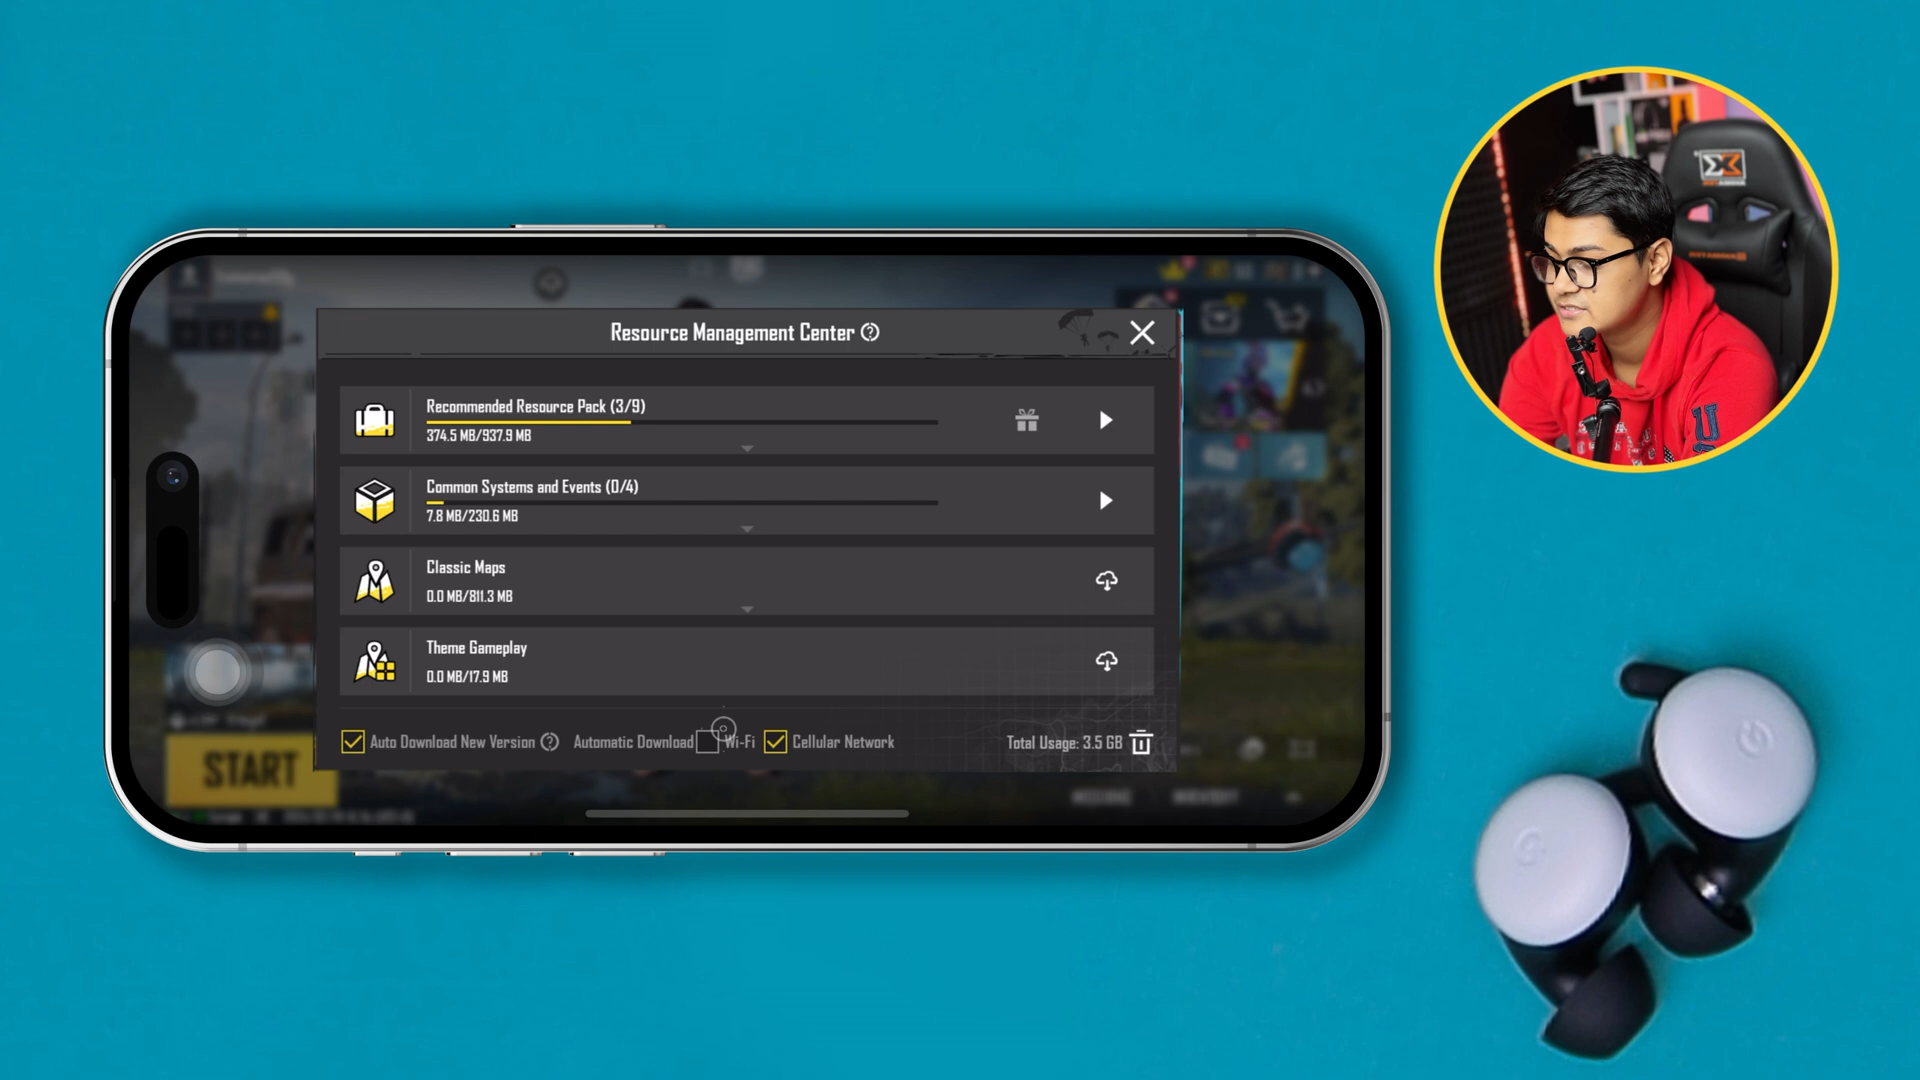 Resource Management Center
Recommended Resource Pack (3/9)
374.5 MB/937.9 MB
Common Systems and Events (0/4)
7.8 MB/230.6 MB
Classic Maps
0.0 MB/811.3 MB
Theme Gameplay
0.0 MB/17.9 MB
Auto Download New Version
Automatic Download Wi-Fi Cellular Network
Total Usage: 3.5 GB
START